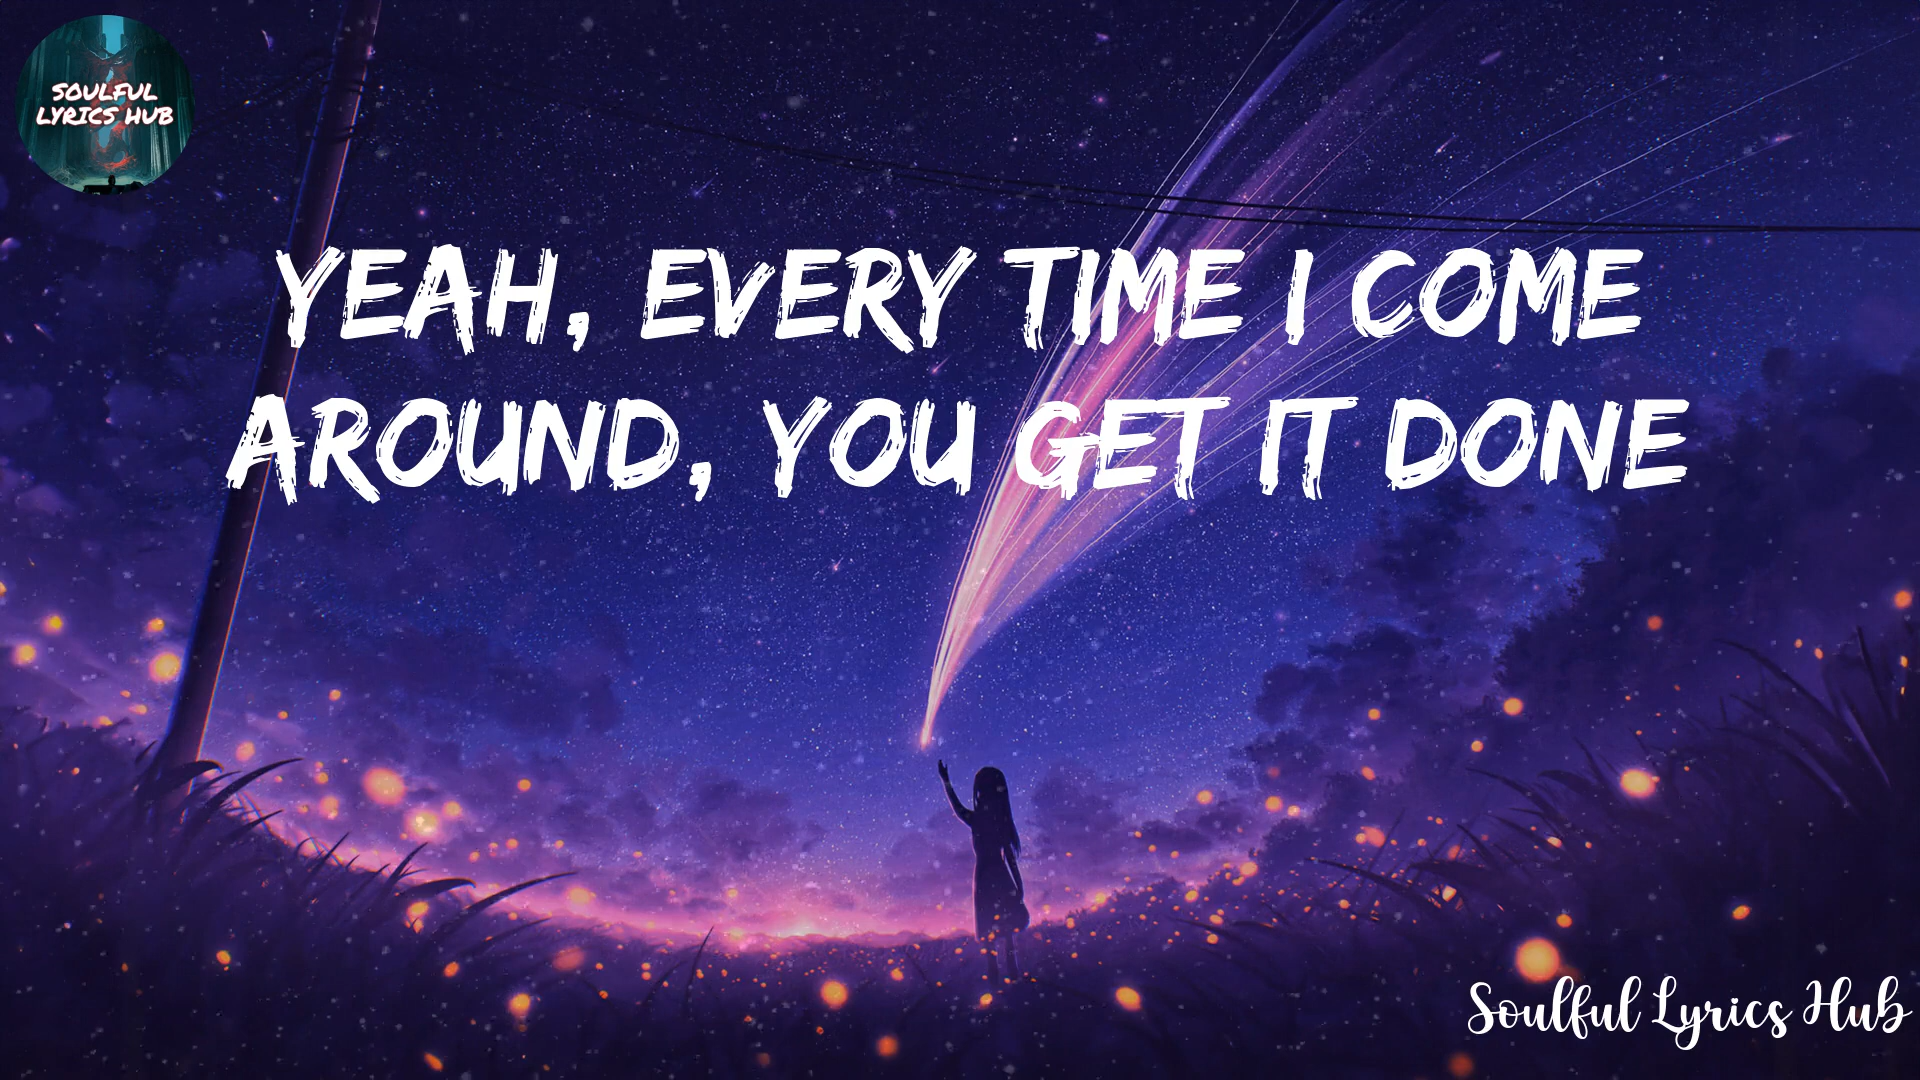 SOULFUL
LYRICS HUB
YEAH, EVERY TIME I COME
AROUND, YOU GET IT DONE
Soulful Lyrics Hub